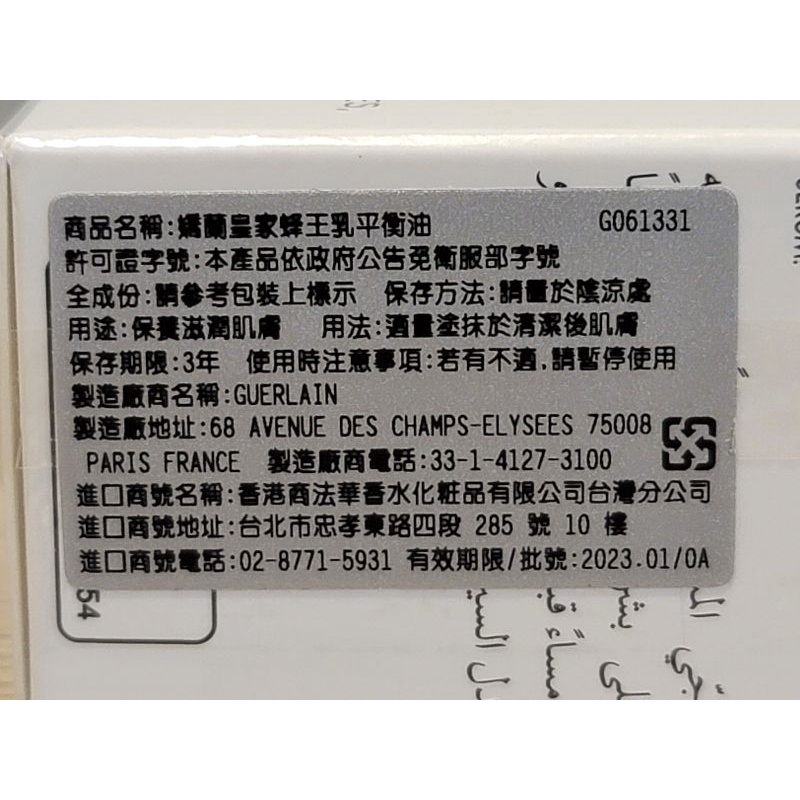 商品名稱:嬌蘭皇家蜂王乳平衡油 G061331
許可證字號:本產品依政府公告免衛服部字號
全成份:請參考包裝上標示 保存方法:請置於陰涼處
用途:保養滋潤肌膚 用法:適量塗抹於清潔後肌膚
保存期限:3年 使用時注意事項:若有不適,請暫停使用
製造廠商名稱:GUERLAIN
製造廠地址:68 AVENUE DES CHAMPS-ELYSEES 75008
PARIS FRANCE 製造廠商電話:33-1-4127-3100
進口商號名稱:香港商法華香水化粧品有限公司台灣分公司
進口商號地址:台北市忠孝東路四段 285 號 10 樓
進口商號電話:02-8771-5931 有效期限/批號:2023.01/0A
54